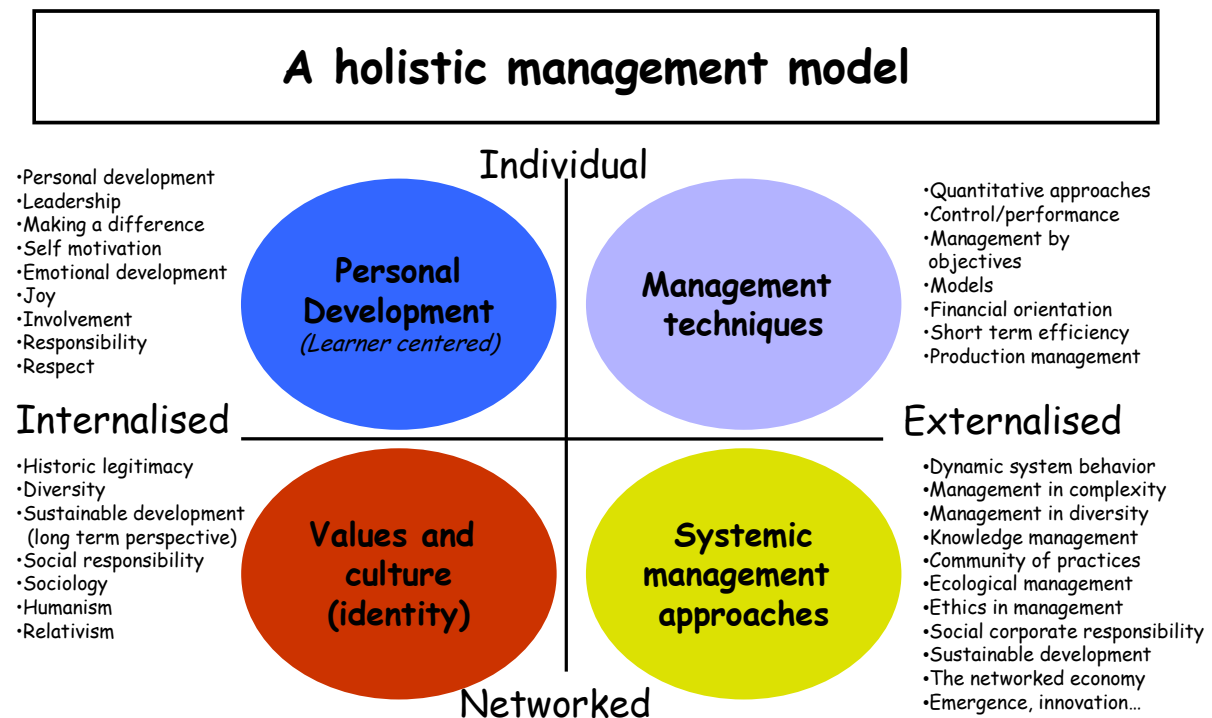 A holistic management model
Individual
•Personal development
•Leadership
•Making a difference
•Self motivation
•Emotional development
•Joy
•Involvement
•Responsibility
•Respect
Personal
Development
(Learner centered)
Management
techniques
•Quantitative approaches
•Control/performance
•Management by
objectives
•Models
•Financial orientation
•Short term efficiency
•Production management
Internalised
Externalised
•Historic legitimacy
•Diversity
•Sustainable development
(long term perspective)
•Social responsibility
•Sociology
•Humanism
•Relativism
Values and
culture
(identity)
Systemic
management
approaches
•Dynamic system behavior
•Management in complexity
•Management in diversity
•Knowledge management
•Community of practices
•Ecological management
•Ethics in management
•Social corporate responsibility
•Sustainable development
•The networked economy
•Emergence, innovation…
Networked